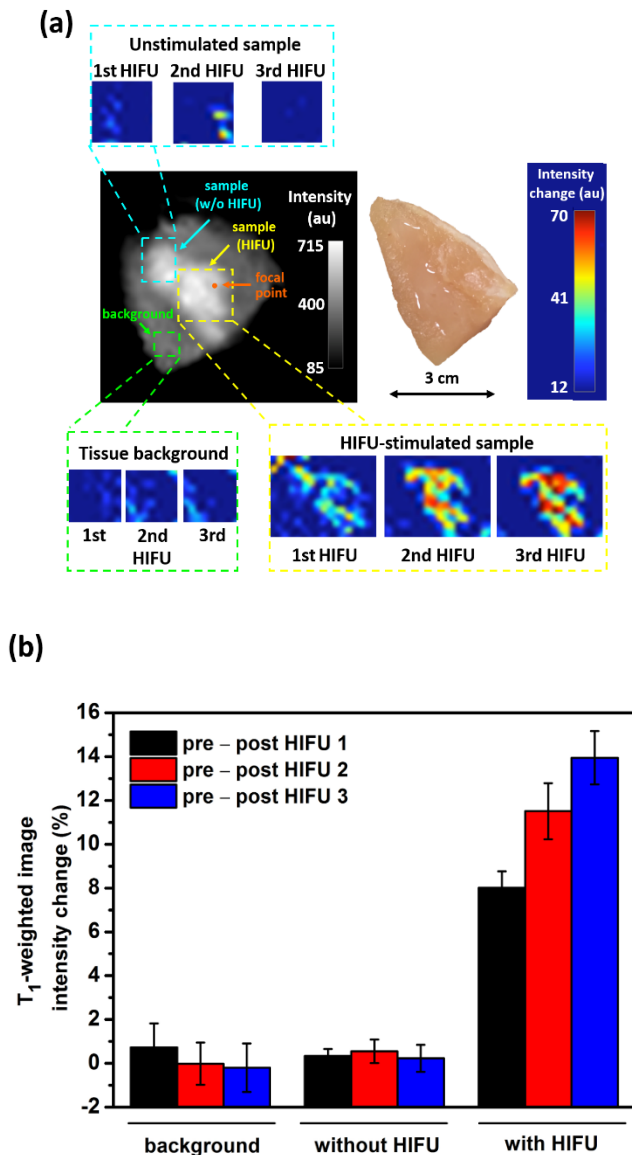 (a)
Unstimulated sample
1st HIFU 2nd HIFU 3rd HIFU
sample
(w/o HIFU)
sample
(HIFU)
focal
point
background
Intensity
(au)
715
400
85
3 cm
Intensity
change (au)
70
41
12
Tissue background
1st 2nd 3rd
HIFU
HIFU-stimulated sample
1st HIFU 2nd HIFU 3rd HIFU
(b)
T1-weighted image
intensity change (%)
16
14
12
10
8
6
4
2
0
-2
pre – post HIFU 1
pre – post HIFU 2
pre – post HIFU 3
background without HIFU with HIFU